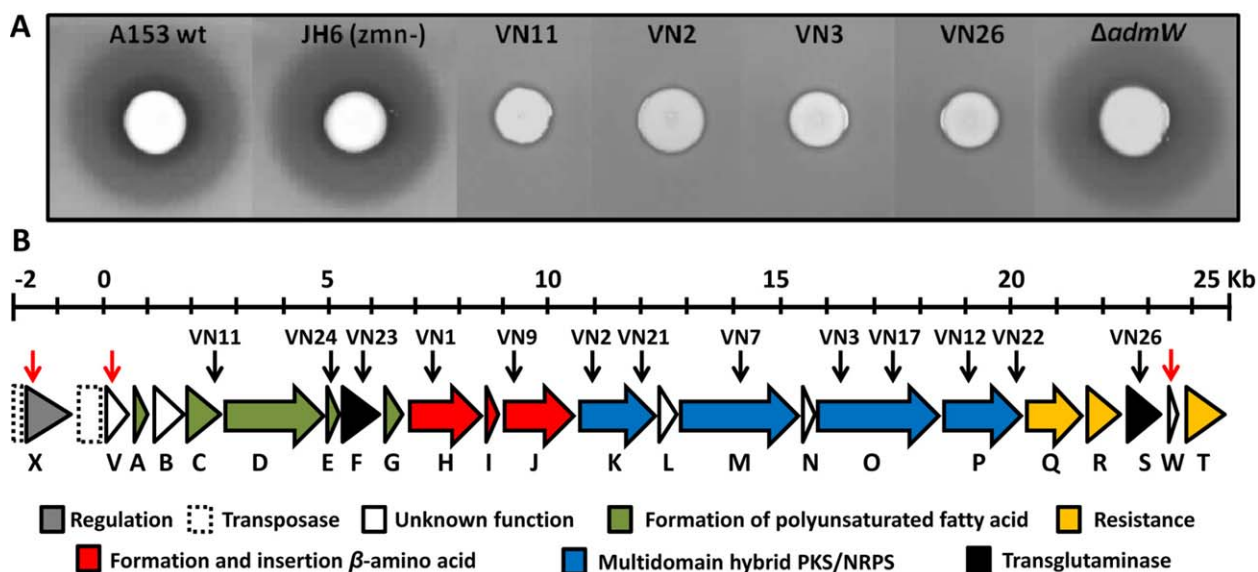 A
A153 wt JH6 (zmn-) VN11 VN2 VN3 VN26 ΔadmW
B
-2 0 5 10 15 20 25 Kb
VN11 VN24 VN23 VN1 VN9 VN2 VN21 VN7 VN3 VN17 VN12 VN22 VN26
X V A B C D E F G H I J K L M N O P Q R S W T
Regulation Transposase Unknown function Formation of polyunsaturated fatty acid Resistance
Formation and insertion β-amino acid Multidomain hybrid PKS/NRPS Transglutaminase